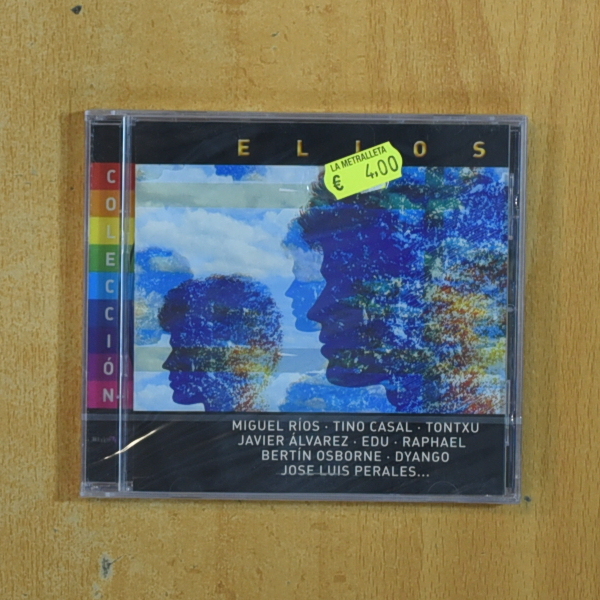 ELLOS
LA METRALLETA
€ 4,00
COLECCIÓN
MIGUEL RÍOS · TINO CASAL · TONTXU
JAVIER ÁLVAREZ · EDU · RAPHAEL
BERTÍN OSBORNE · DYANGO
JOSE LUIS PERALES...